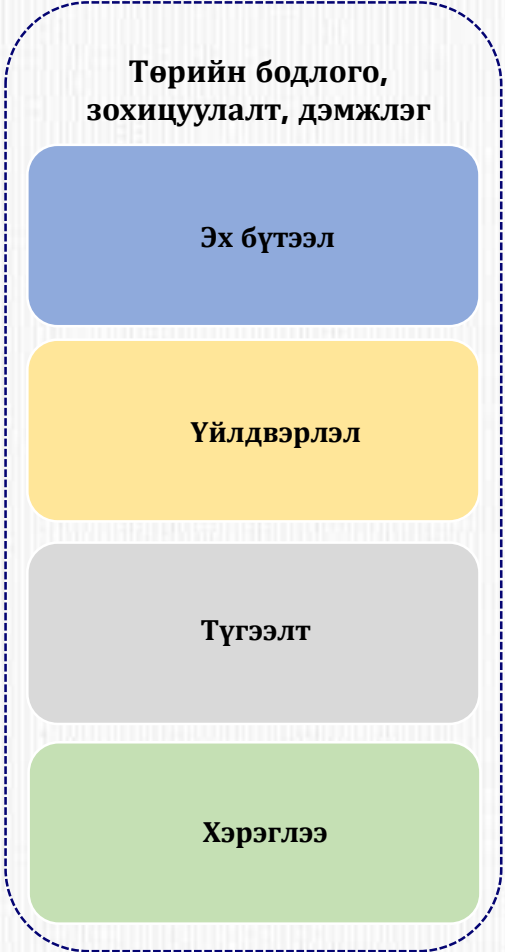 Төрийн бодлого,
зохицуулалт, дэмжлэг
Эх бүтээл
Үйлдвэрлэл
Түгээлт
Хэрэглээ